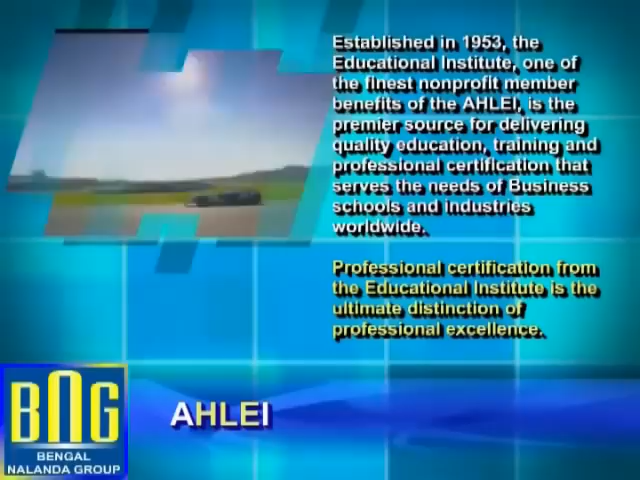 Established in 1953, the
Educational Institute, one of
the finest nonprofit member
benefits of the AHLEI, is the
premier source for delivering
quality education, training and
professional certification that
serves the needs of Business
schools and industries
worldwide.
Professional certification from
the Educational Institute is the
ultimate distinction of
professional excellence.
BNG
BENGAL
NALANDA GROUP
AHLEI